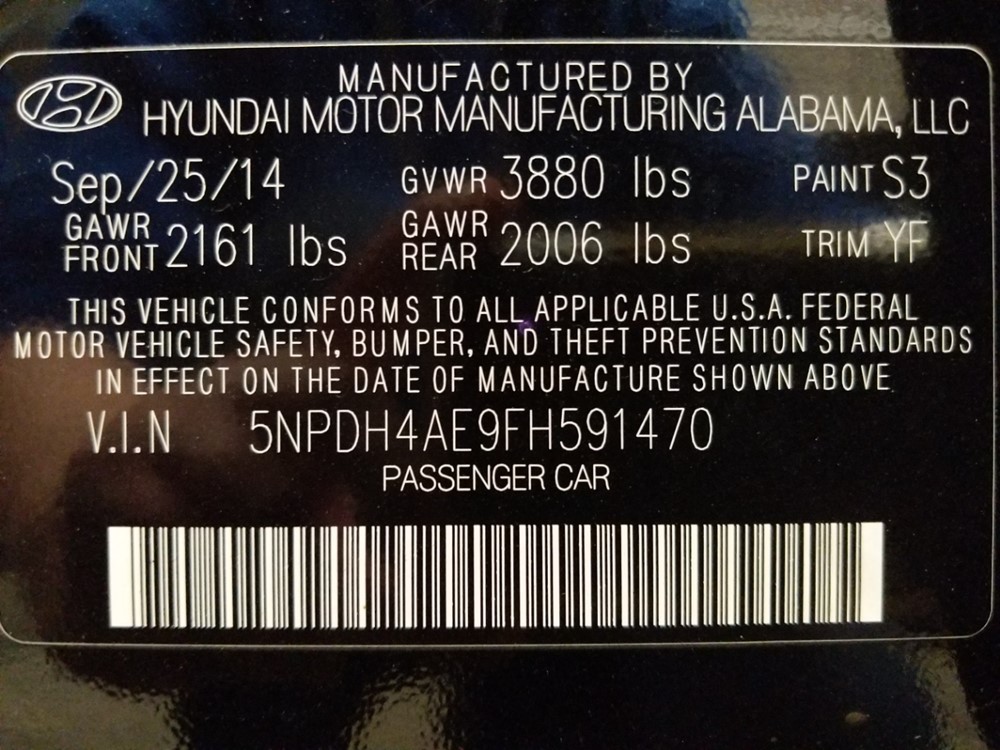 MANUFACTURED BY
HYUNDAI MOTOR MANUFACTURING ALABAMA, LLC
Sep/25/14 GVWR 3880 lbs PAINT S3
GAWR FRONT 2161 lbs GAWR REAR 2006 lbs TRIM YF
THIS VEHICLE CONFORMS TO ALL APPLICABLE U.S.A. FEDERAL
MOTOR VEHICLE SAFETY, BUMPER, AND THEFT PREVENTION STANDARDS
IN EFFECT ON THE DATE OF MANUFACTURE SHOWN ABOVE
V.I.N 5NPDH4AE9FH591470
PASSENGER CAR